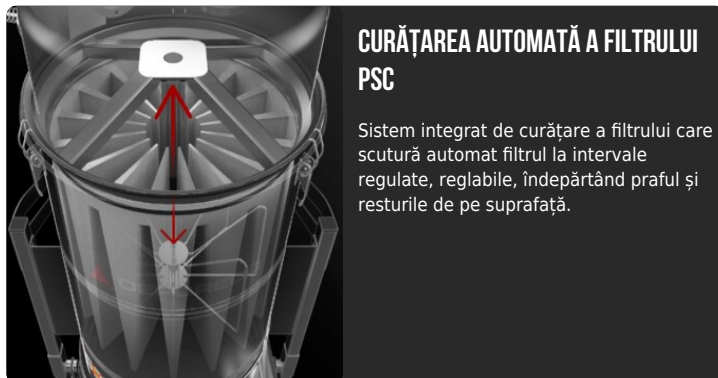 CURĂȚAREA AUTOMATĂ A FILTRULUI
PSC
Sistem integrat de curățare a filtrului care
scutură automat filtrul la intervale
regulate, reglabile, îndepărtând praful și
resturile de pe suprafață.